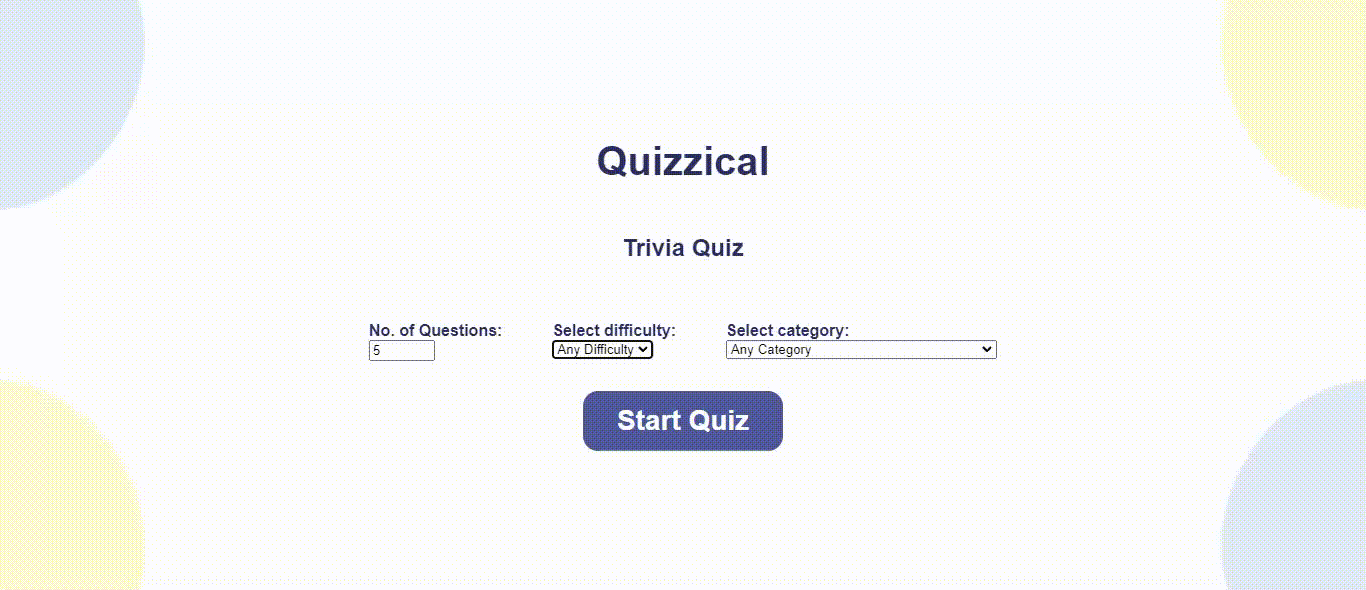 Quizzical
Trivia Quiz
No. of Questions: Select difficulty: Select category:
5 Any Difficulty Any Category
Start Quiz